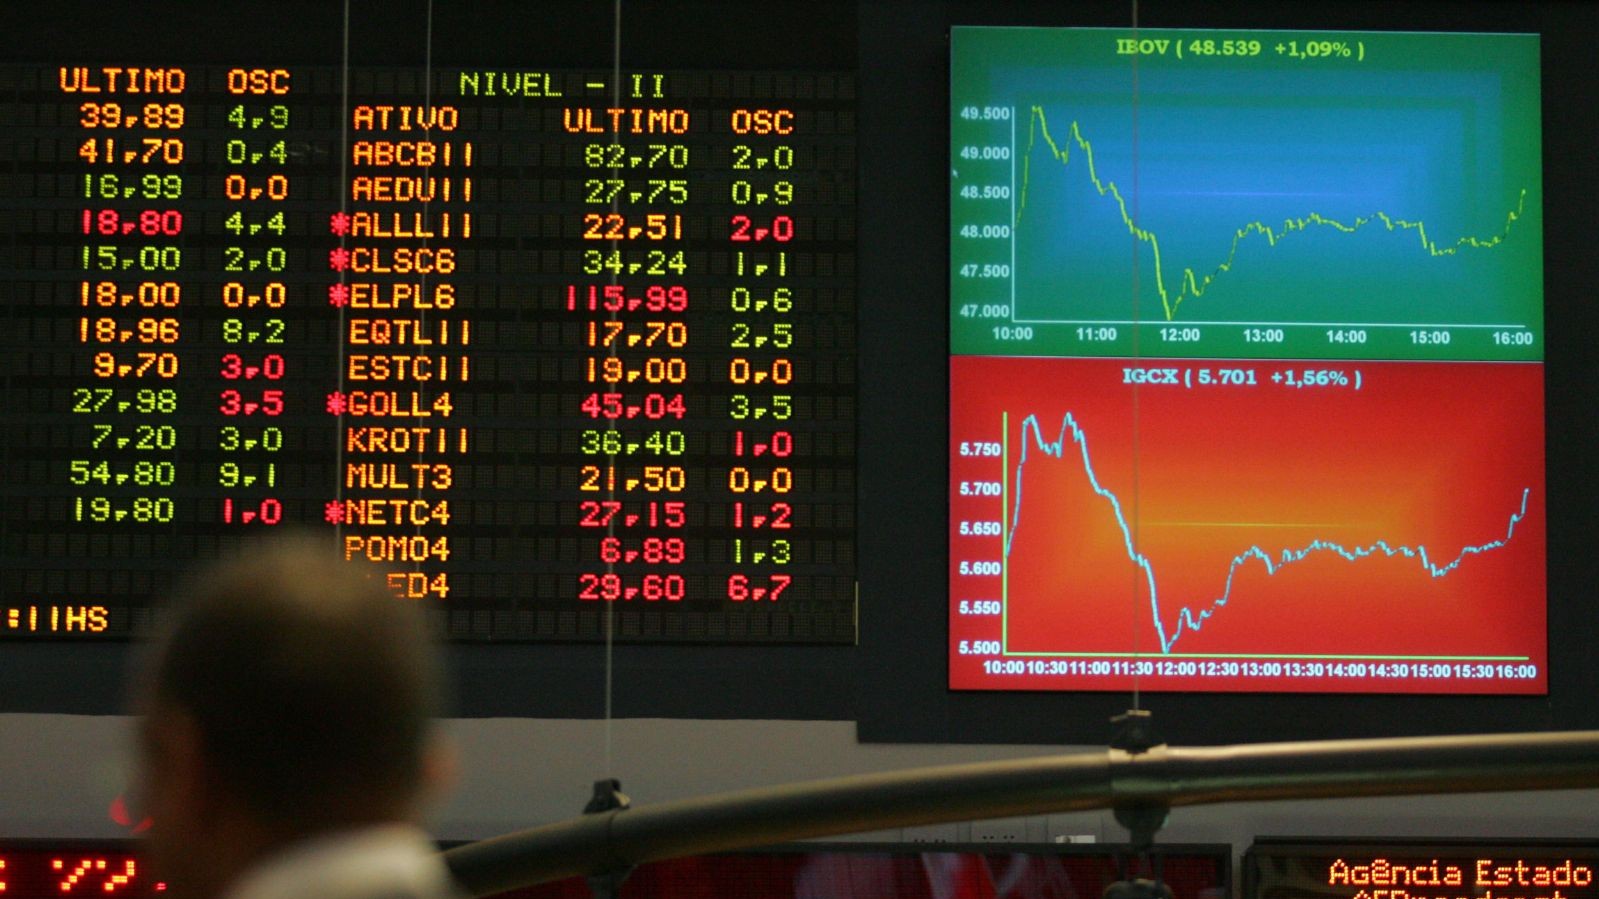 ULTIMO OSC
39,89 4,9
41,70 0,4
16,99 0,0
18,80 4,4
15,00 2,0
18,00 0,0
18,96 8,2
9,70 3,0
27,98 3,5
7,20 3,0
54,80 9,1
19,80 1,0
:11HS
NIVEL - II
ATIVO ULTIMO OSC
ABCB11 82,70 2,0
AEDU11 27,75 0,9
*ALLL11 22,51 2,0
*CLSC6 34,24 1,1
*ELPL6 115,99 0,6
EQTL11 17,70 2,5
ESTC11 19,00 0,0
*GOLL4 45,04 3,5
KROT11 36,40 1,0
MULT3 21,50 0,0
*NETC4 27,15 1,2
POMO4 6,89 1,3
ED4 29,60 6,7
IBOV ( 48.539 +1,09% )
49.500
49.000
48.500
48.000
47.500
47.000
10:00 11:00 12:00 13:00 14:00 15:00 16:00
IGCX ( 5.701 +1,56% )
5.750
5.700
5.650
5.600
5.550
5.500
10:00 10:30 11:00 11:30 12:00 12:30 13:00 13:30 14:00 14:30 15:00 15:30 16:00
Agência Estado